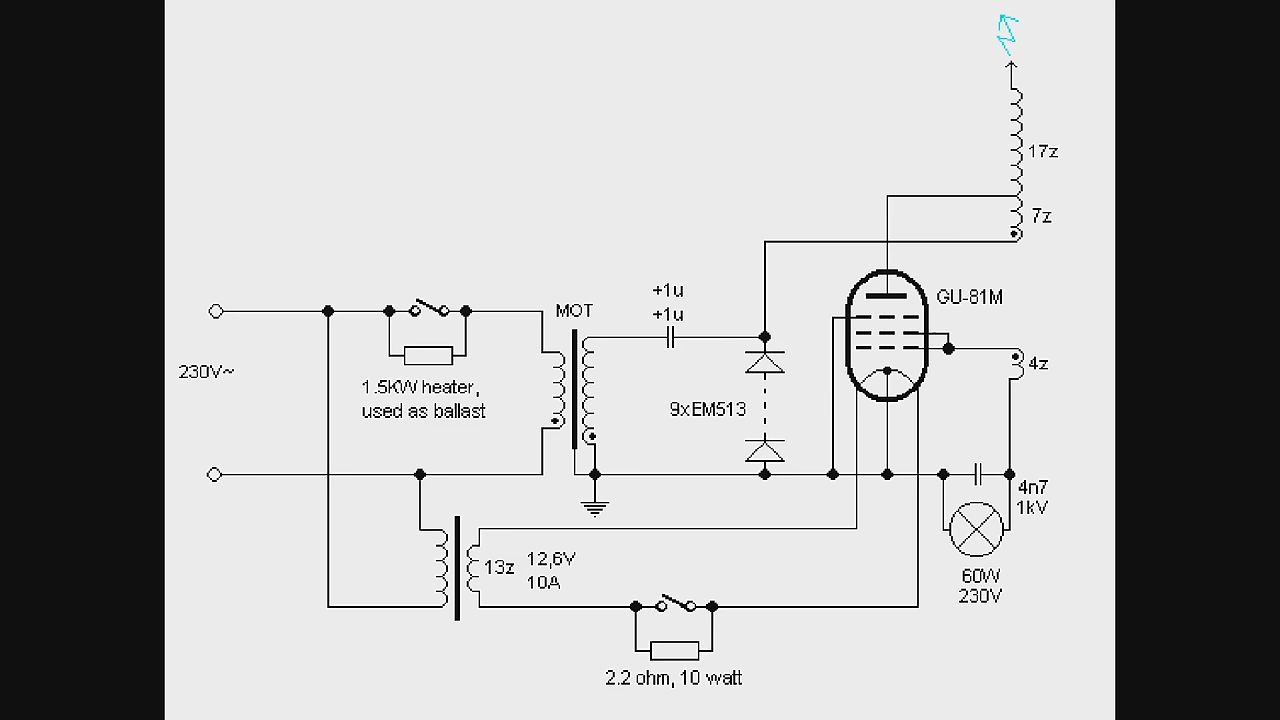 17z
7z
+1u
+1u
MOT
GU-81M
230V~
1.5KW heater,
used as ballast
9xEM513
4z
4n7
1kV
13z
12,6V
10A
60W
230V
2.2 ohm, 10 watt